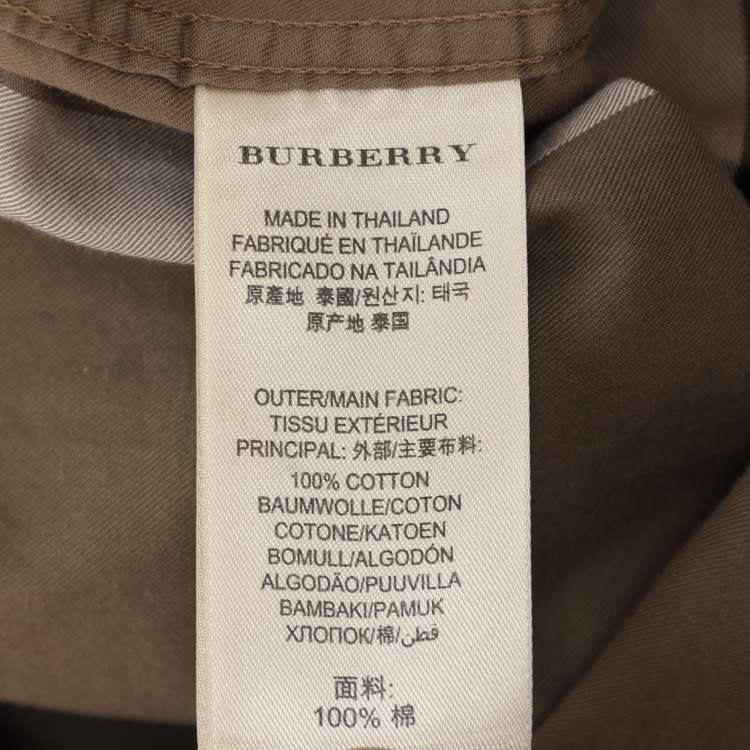 BURBERRY
MADE IN THAILAND
FABRIQUÉ EN THAÏLANDE
FABRICADO NA TAILÂNDIA
原產地 泰國/원산지: 태국
原产地 泰国
OUTER/MAIN FABRIC:
TISSU EXTÉRIEUR
PRINCIPAL: 外部/主要布料:
100% COTTON
BAUMWOLLE/COTON
COTONE/KATOEN
BOMULL/ALGODÓN
ALGODÃO/PUUVILLA
BAMBAKI/PAMUK
ХЛОПОК/棉/قطن
面料:
100% 棉